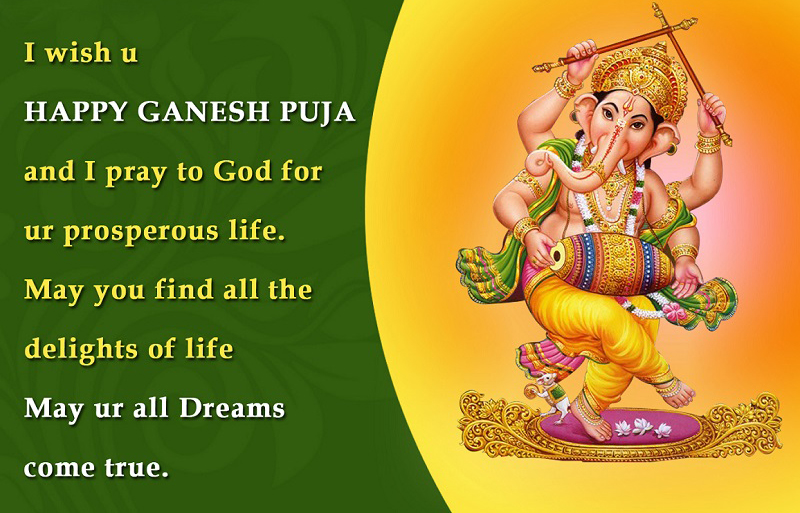 I wish u
HAPPY GANESH PUJA
and I pray to God for
ur prosperous life.
May you find all the
delights of life
May ur all Dreams
come true.